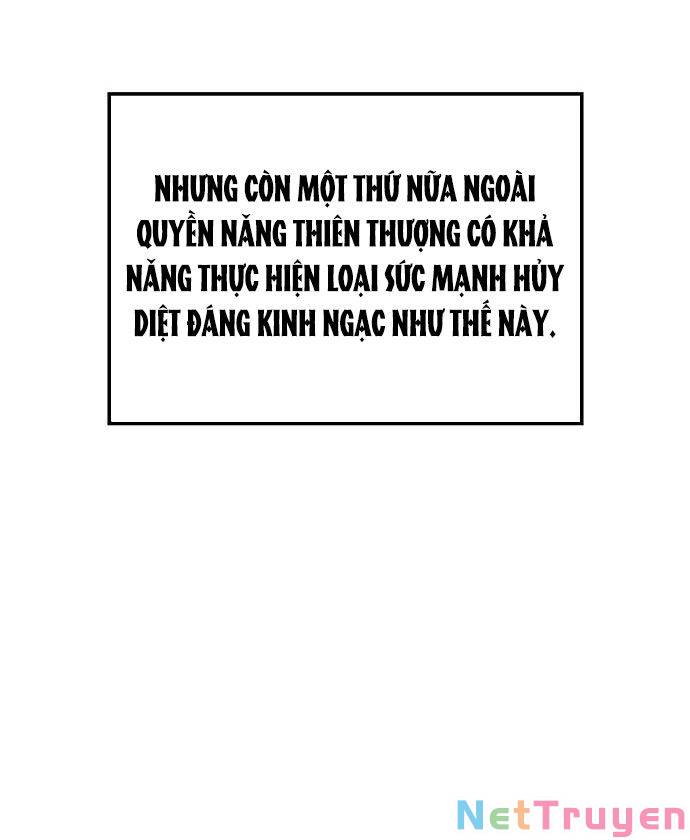 NHƯNG CÒN MỘT THỨ NỮA NGOÀI
QUYỀN NĂNG THIÊN THƯỢNG CÓ KHẢ
NĂNG THỰC HIỆN LOẠI SỨC MẠNH HỦY
DIỆT ĐÁNG KINH NGẠC NHƯ THẾ NÀY.
NetTruyen